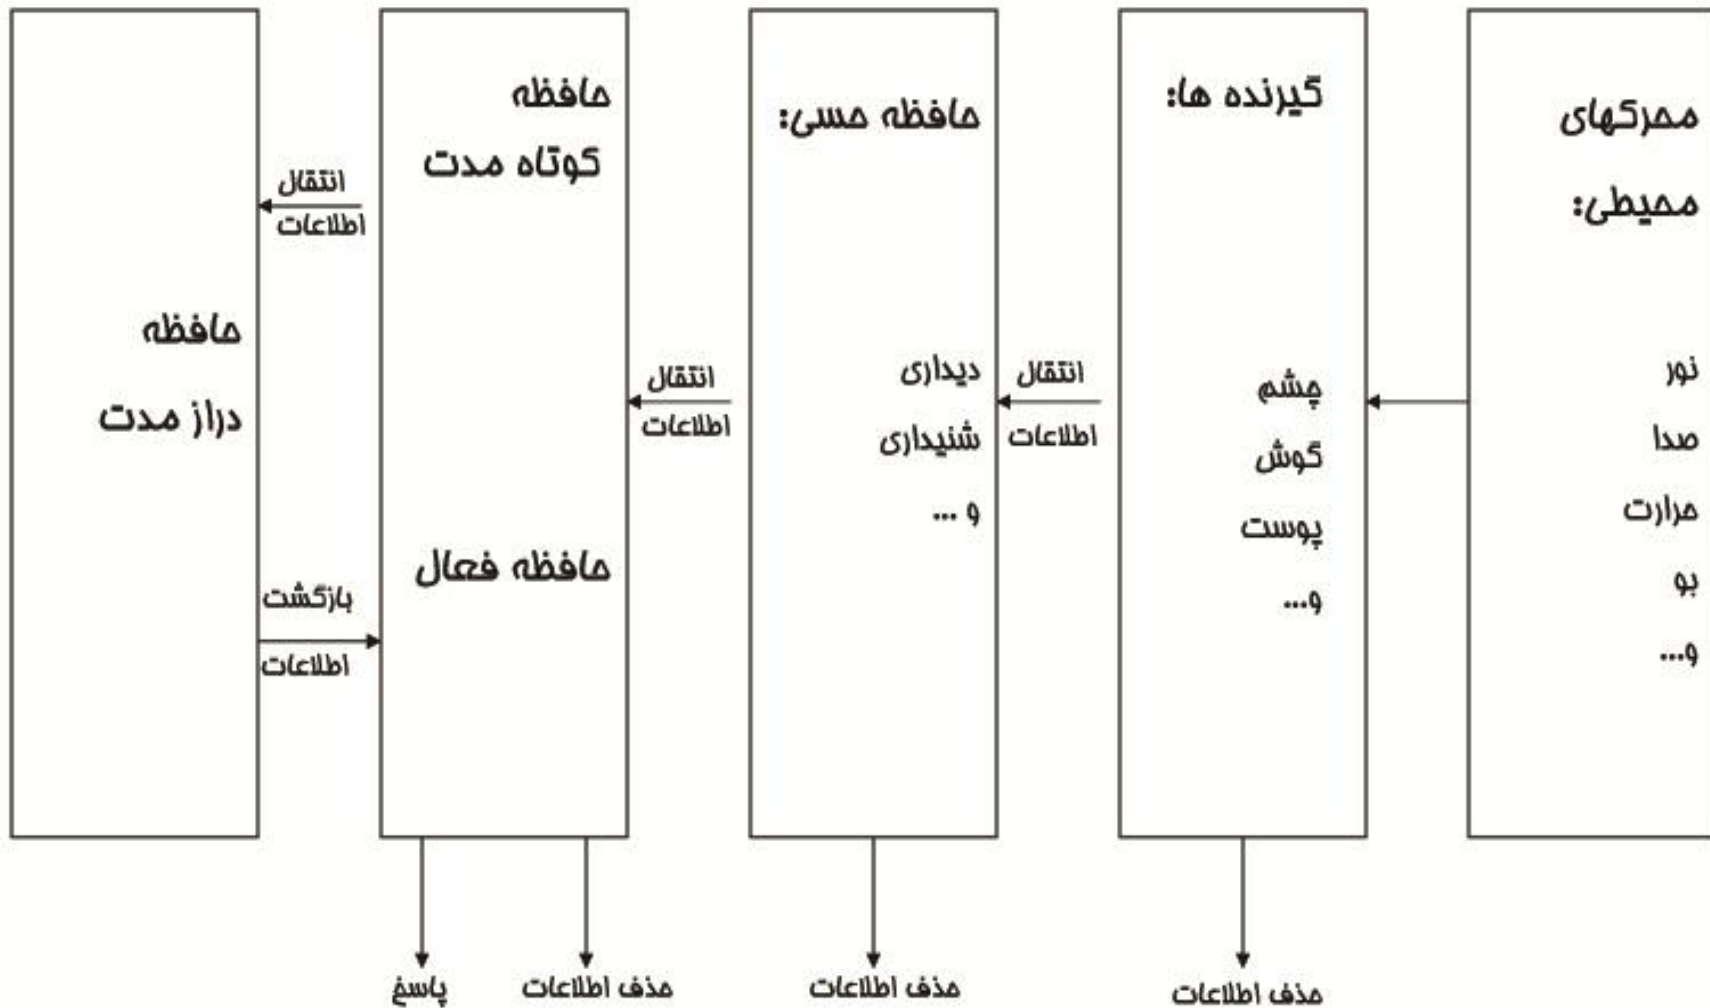 محرکهای
محیطی:
نور
صدا
حرارت
بو
و...
گیرنده ها:
چشم
گوش
پوست
و...
حذف اطلاعات
انتقال
اطلاعات
حافظه حسی:
دیداری
شنیداری
و ...
حذف اطلاعات
انتقال
اطلاعات
حافظه
کوتاه مدت
حافظه فعال
حذف اطلاعات
پاسخ
انتقال
اطلاعات
بازگشت
اطلاعات
حافظه
دراز مدت